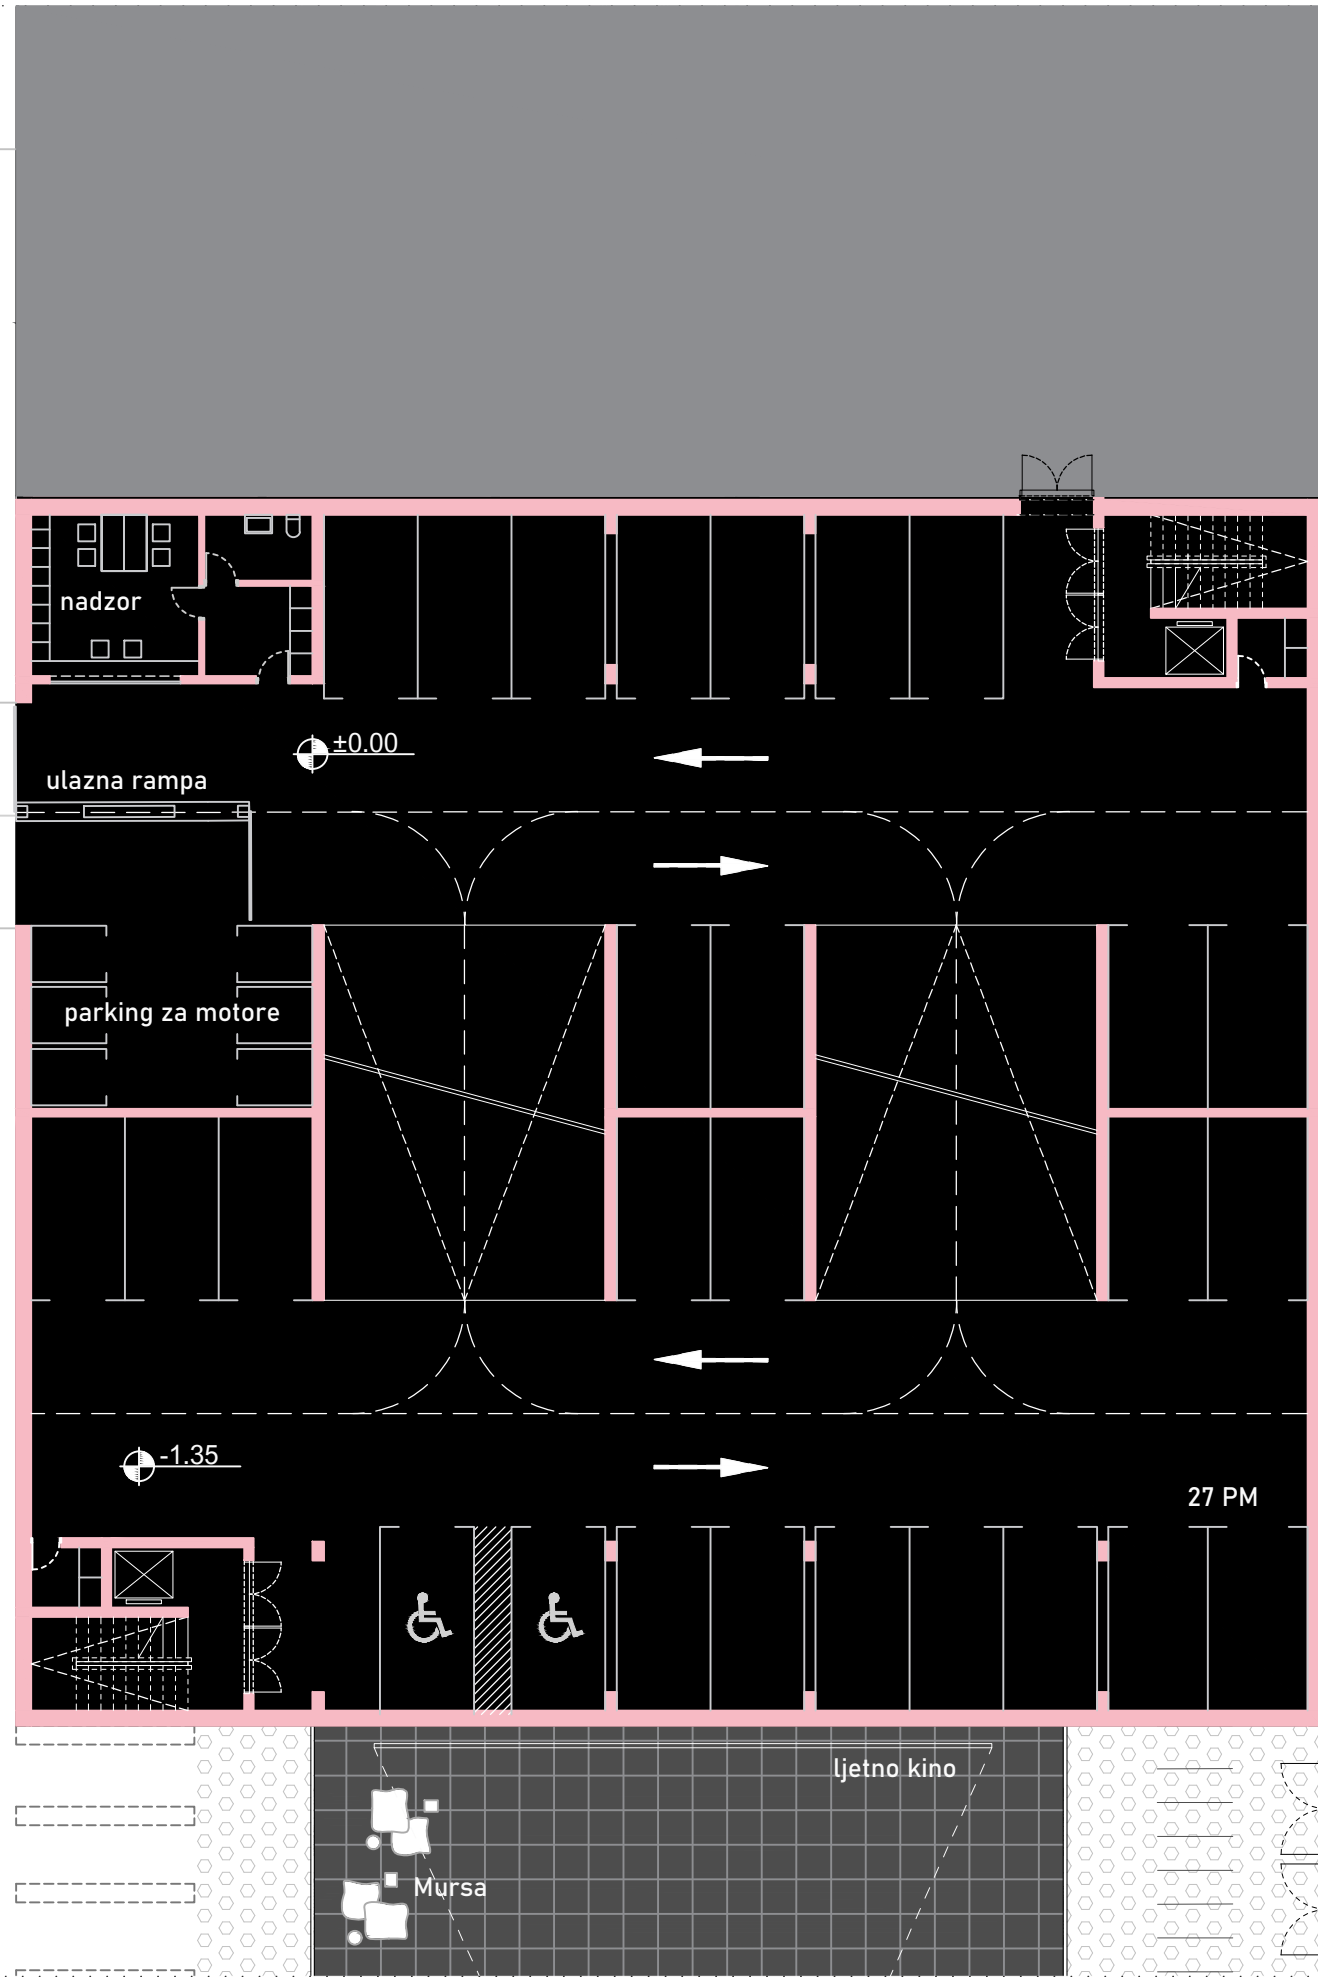 nadzor
±0.00
ulazna rampa
parking za motore
-1.35
27 PM
ljetno kino
Mursa